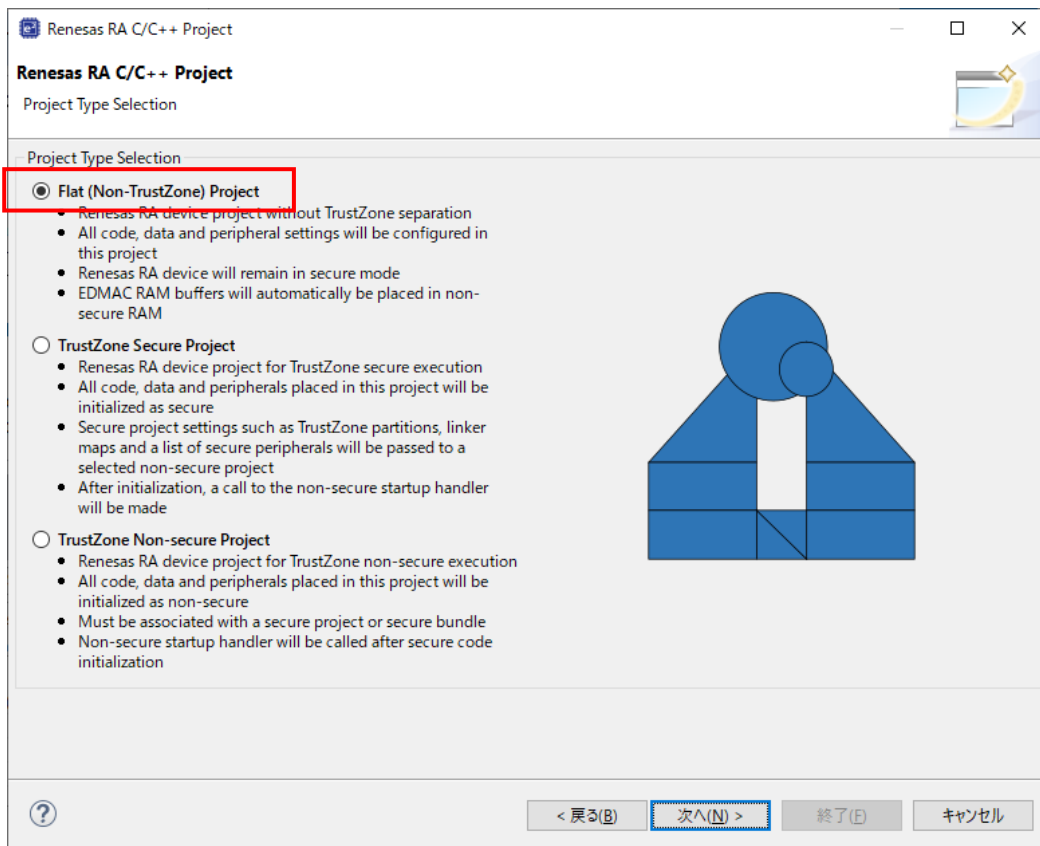 Renesas RA C/C++ Project
Renesas RA C/C++ Project
Project Type Selection
Project Type Selection
Flat (Non-TrustZone) Project
• Renesas RA device project without TrustZone separation
• All code, data and peripheral settings will be configured in
this project
• Renesas RA device will remain in secure mode
• EDMAC RAM buffers will automatically be placed in non-
secure RAM
TrustZone Secure Project
• Renesas RA device project for TrustZone secure execution
• All code, data and peripherals placed in this project will be
initialized as secure
• Secure project settings such as TrustZone partitions, linker
maps and a list of secure peripherals will be passed to a
selected non-secure project
• After initialization, a call to the non-secure startup handler
will be made
TrustZone Non-secure Project
• Renesas RA device project for TrustZone non-secure execution
• All code, data and peripherals placed in this project will be
initialized as non-secure
• Must be associated with a secure project or secure bundle
• Non-secure startup handler will be called after secure code
initialization
? < 戻る(B) 次へ(N) > 終了(F) キャンセル